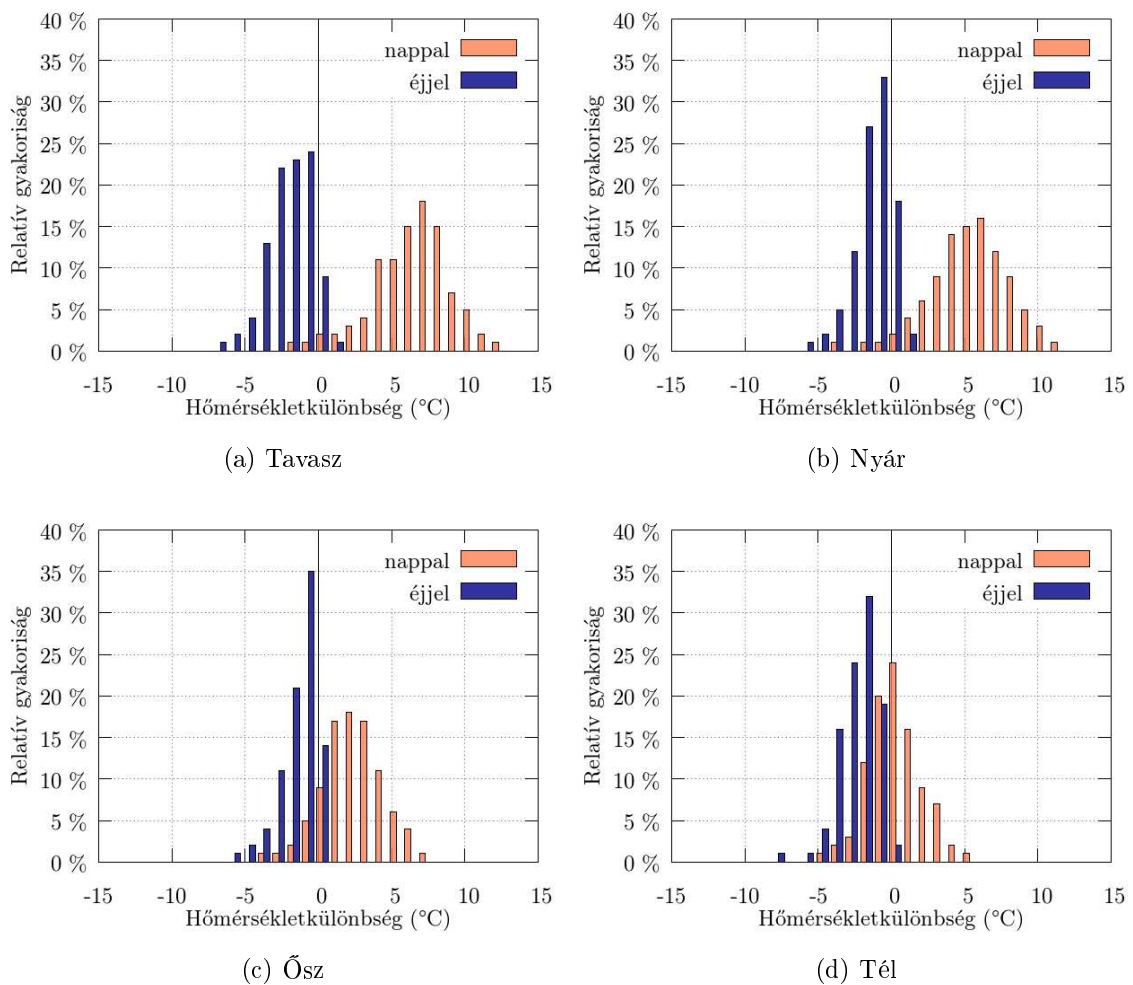 40 %
35 %
30 %
25 %
20 %
15 %
10 %
5 %
0 %
Relatív gyakoriság
nappal
éjjel
-15 -10 -5 0 5 10 15
Hőmérsékletkülönbség (°C)
(a) Tavasz
40 %
35 %
30 %
25 %
20 %
15 %
10 %
5 %
0 %
Relatív gyakoriság
nappal
éjjel
-15 -10 -5 0 5 10 15
Hőmérsékletkülönbség (°C)
(b) Nyár
40 %
35 %
30 %
25 %
20 %
15 %
10 %
5 %
0 %
Relatív gyakoriság
nappal
éjjel
-15 -10 -5 0 5 10 15
Hőmérsékletkülönbség (°C)
(c) Ősz
40 %
35 %
30 %
25 %
20 %
15 %
10 %
5 %
0 %
Relatív gyakoriság
nappal
éjjel
-15 -10 -5 0 5 10 15
Hőmérsékletkülönbség (°C)
(d) Tél